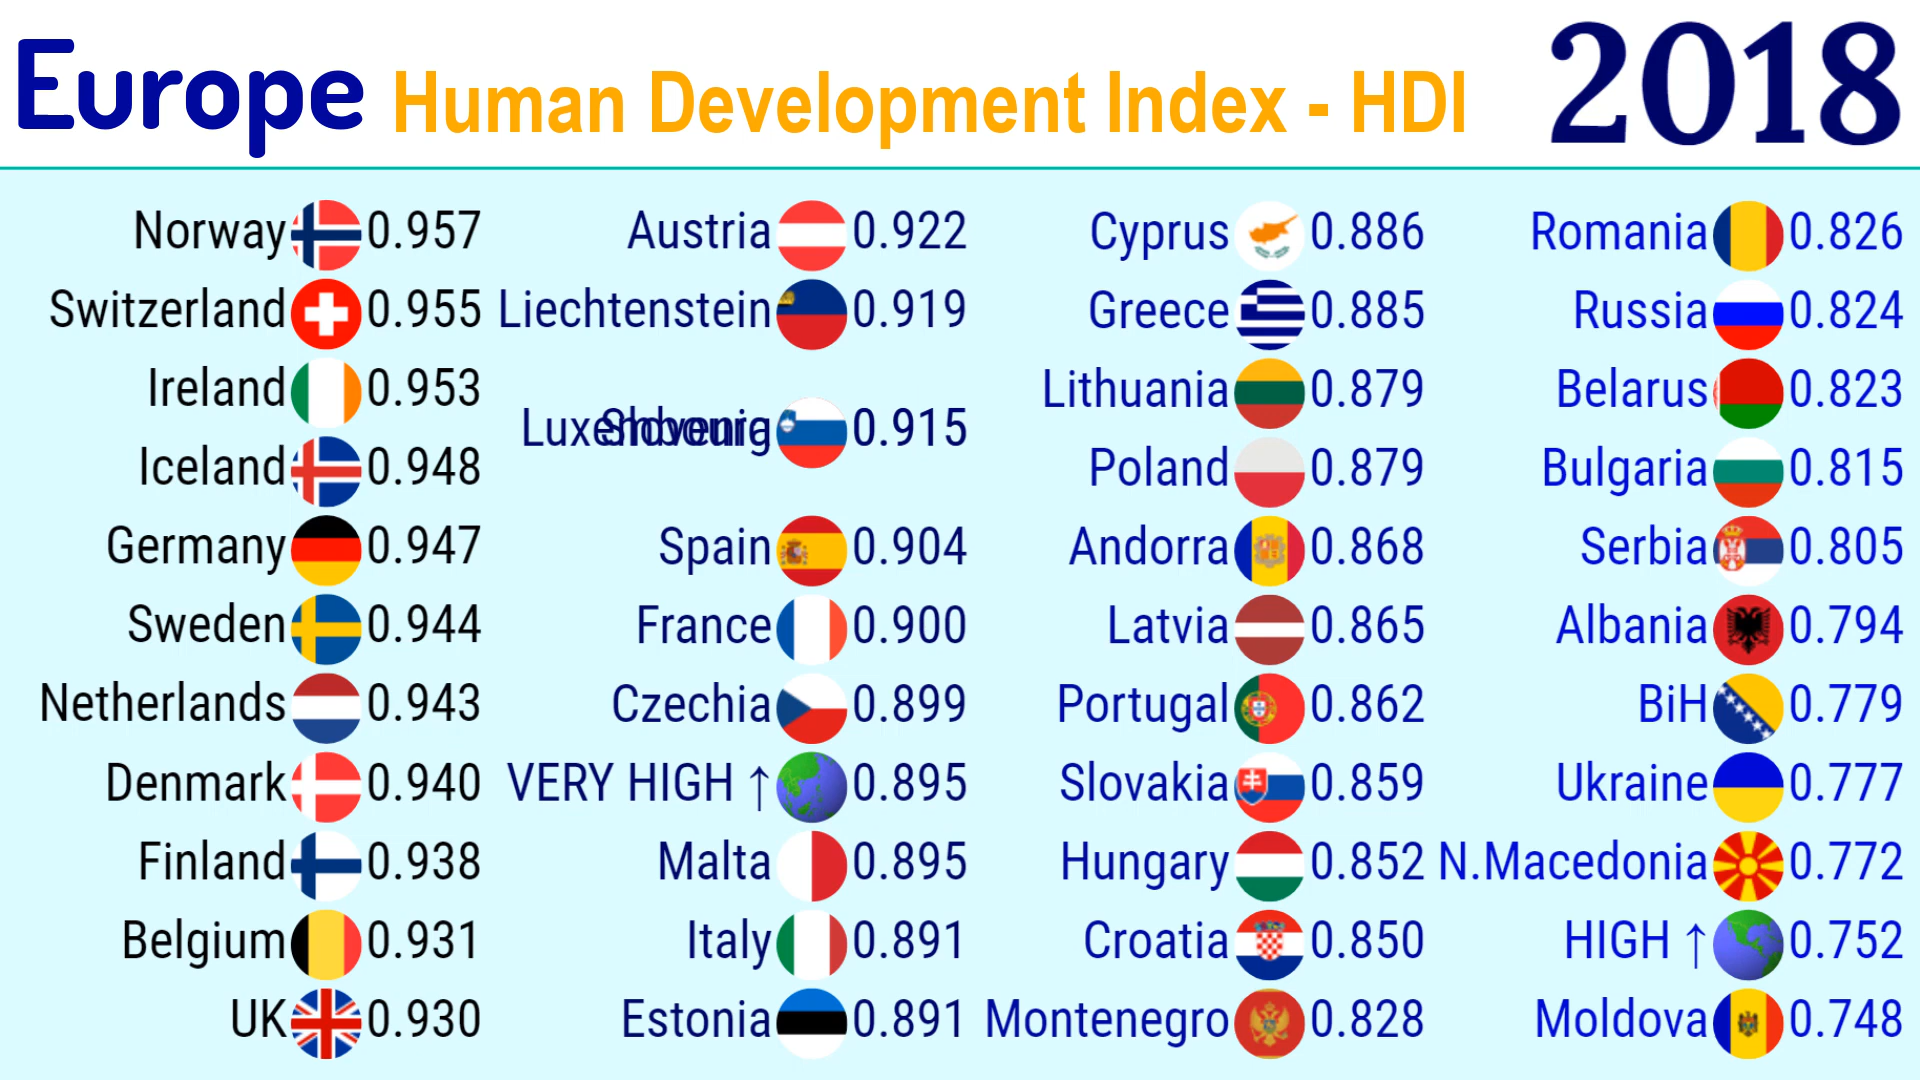 Europe Human Development Index - HDI 2018
Norway 0.957
Switzerland 0.955
Ireland 0.953
Iceland 0.948
Germany 0.947
Sweden 0.944
Netherlands 0.943
Denmark 0.940
Finland 0.938
Belgium 0.931
UK 0.930
Austria 0.922
Liechtenstein 0.919
Luxembourg Slovenia 0.915
Spain 0.904
France 0.900
Czechia 0.899
VERY HIGH ↑ 0.895
Malta 0.895
Italy 0.891
Estonia 0.891
Cyprus 0.886
Greece 0.885
Lithuania 0.879
Poland 0.879
Andorra 0.868
Latvia 0.865
Portugal 0.862
Slovakia 0.859
Hungary 0.852
Croatia 0.850
Montenegro 0.828
Romania 0.826
Russia 0.824
Belarus 0.823
Bulgaria 0.815
Serbia 0.805
Albania 0.794
BiH 0.779
Ukraine 0.777
N.Macedonia 0.772
HIGH ↑ 0.752
Moldova 0.748